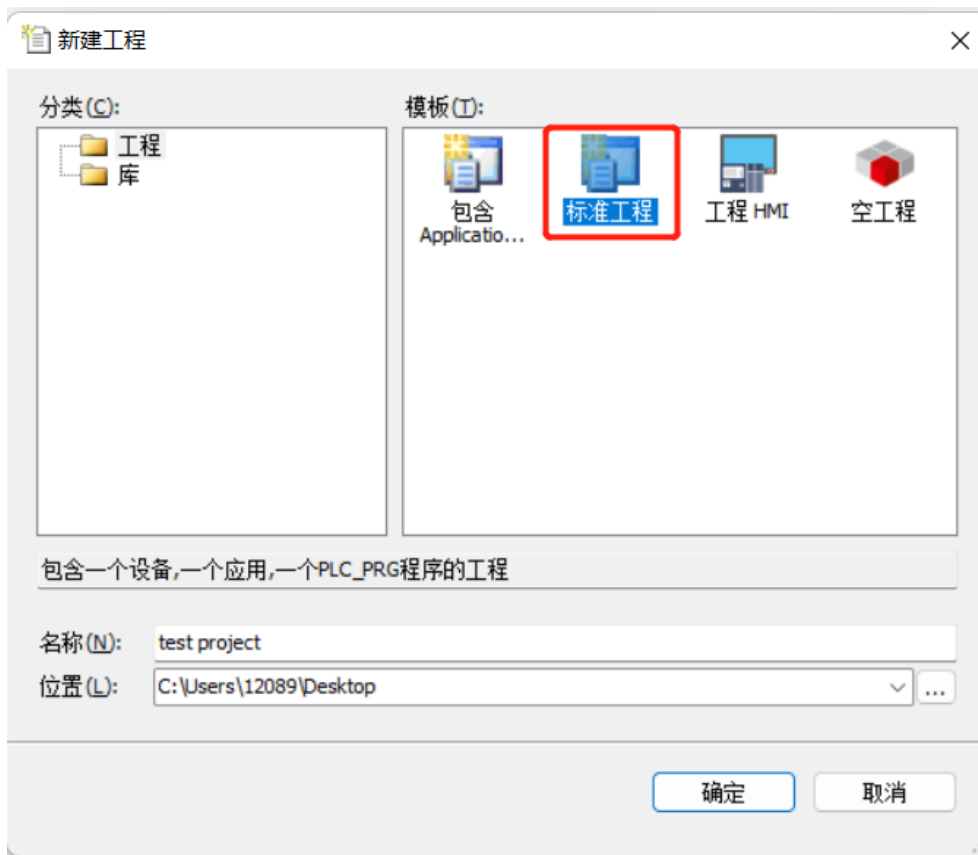 新建工程
分类(C):
工程
库
模板(T):
包含
Applicatio...
标准工程
工程 HMI
空工程
包含一个设备,一个应用,一个PLC_PRG程序的工程
名称(N):
test project
位置(L):
C:\Users\12089\Desktop
...
确定
取消